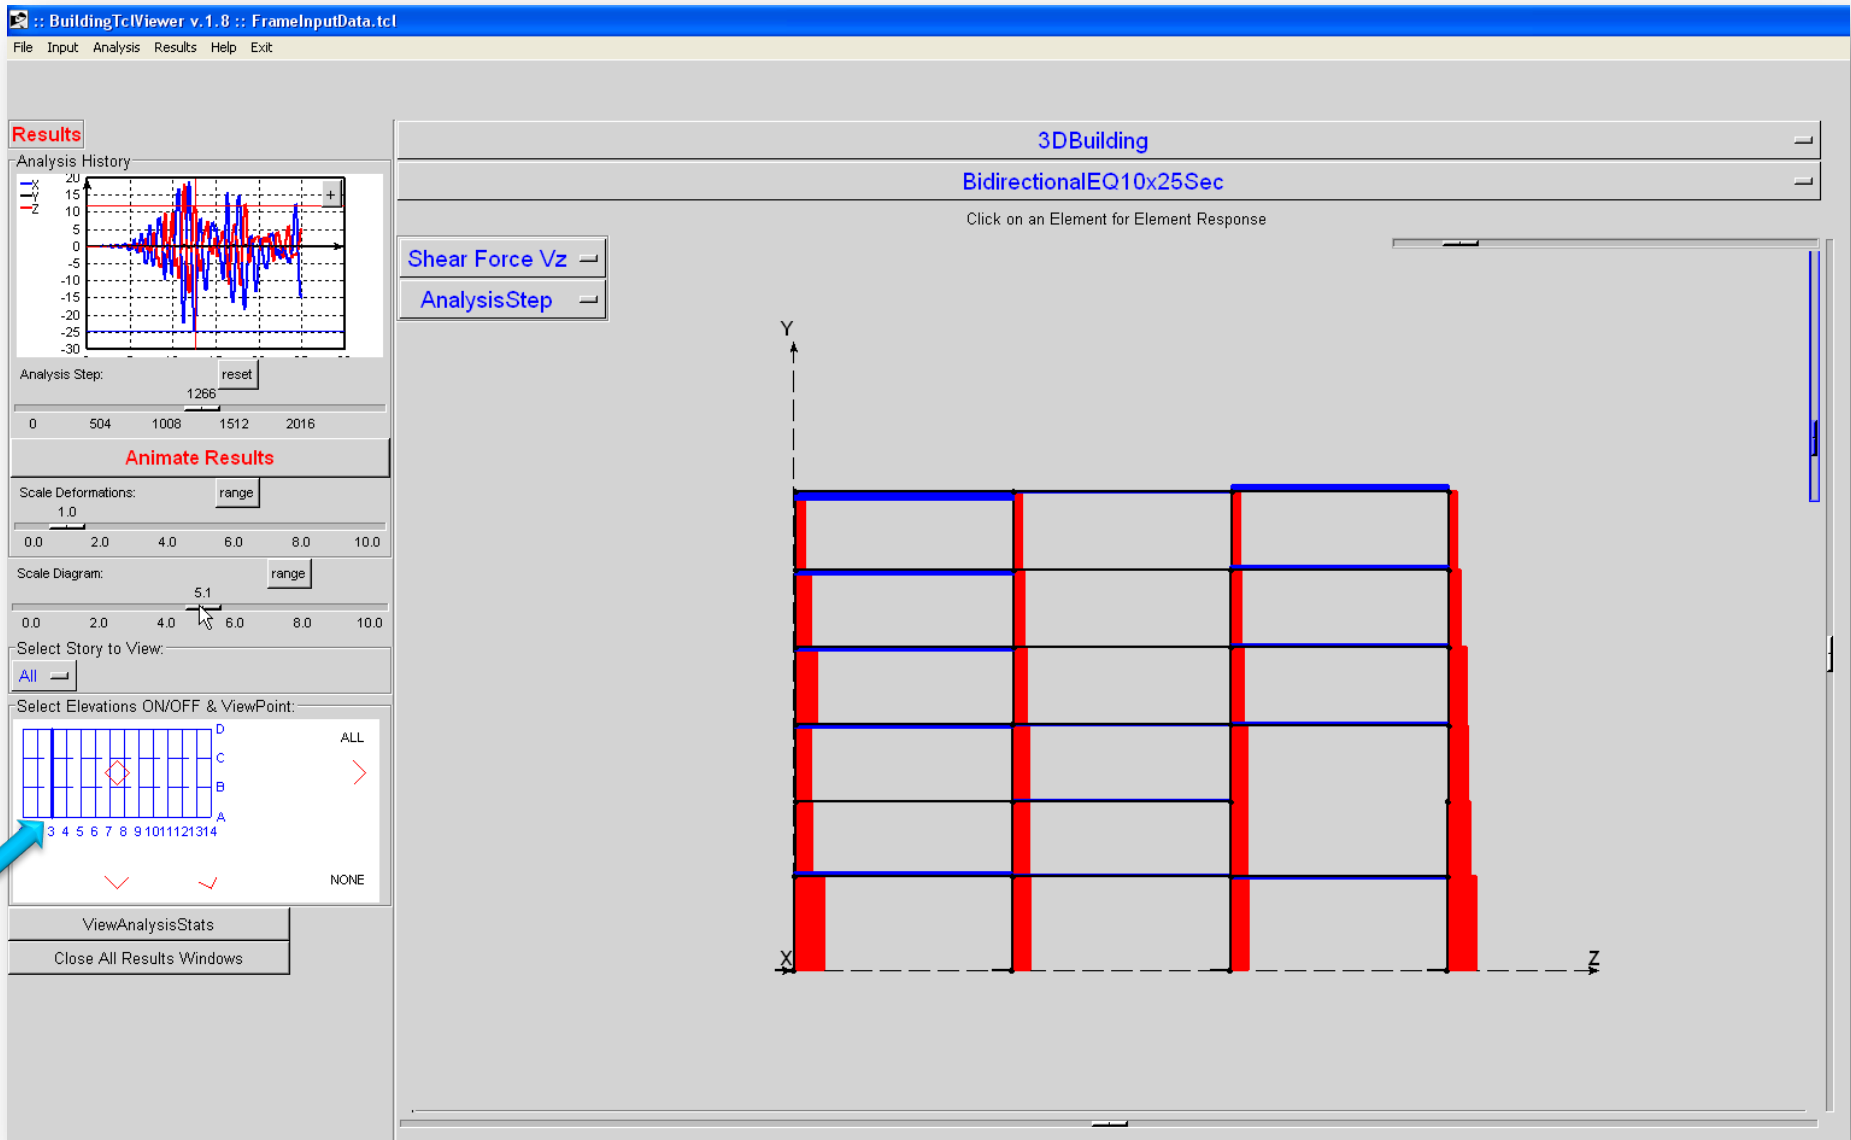 :: BuildingTclViewer v.1.8 :: FrameInputData.tcl
File Input Analysis Results Help Exit
Results
3DBuilding
BidirectionalEQ10x25Sec
Click on an Element for Element Response
Analysis History
X
Y
Z
+
20
15
10
5
0
-5
-10
-15
-20
-25
-30
Shear Force Vz
AnalysisStep
Analysis Step:
reset
1266
0 504 1008 1512 2016
Animate Results
Scale Deformations:
range
1.0
0.0 2.0 4.0 6.0 8.0 10.0
Scale Diagram:
range
5.1
0.0 2.0 4.0 6.0 8.0 10.0
Select Story to View:
All
Select Elevations ON/OFF & ViewPoint:
D
C
B
A
ALL
3 4 5 6 7 8 9 1011121314
NONE
ViewAnalysisStats
Close All Results Windows
Y
X
Z